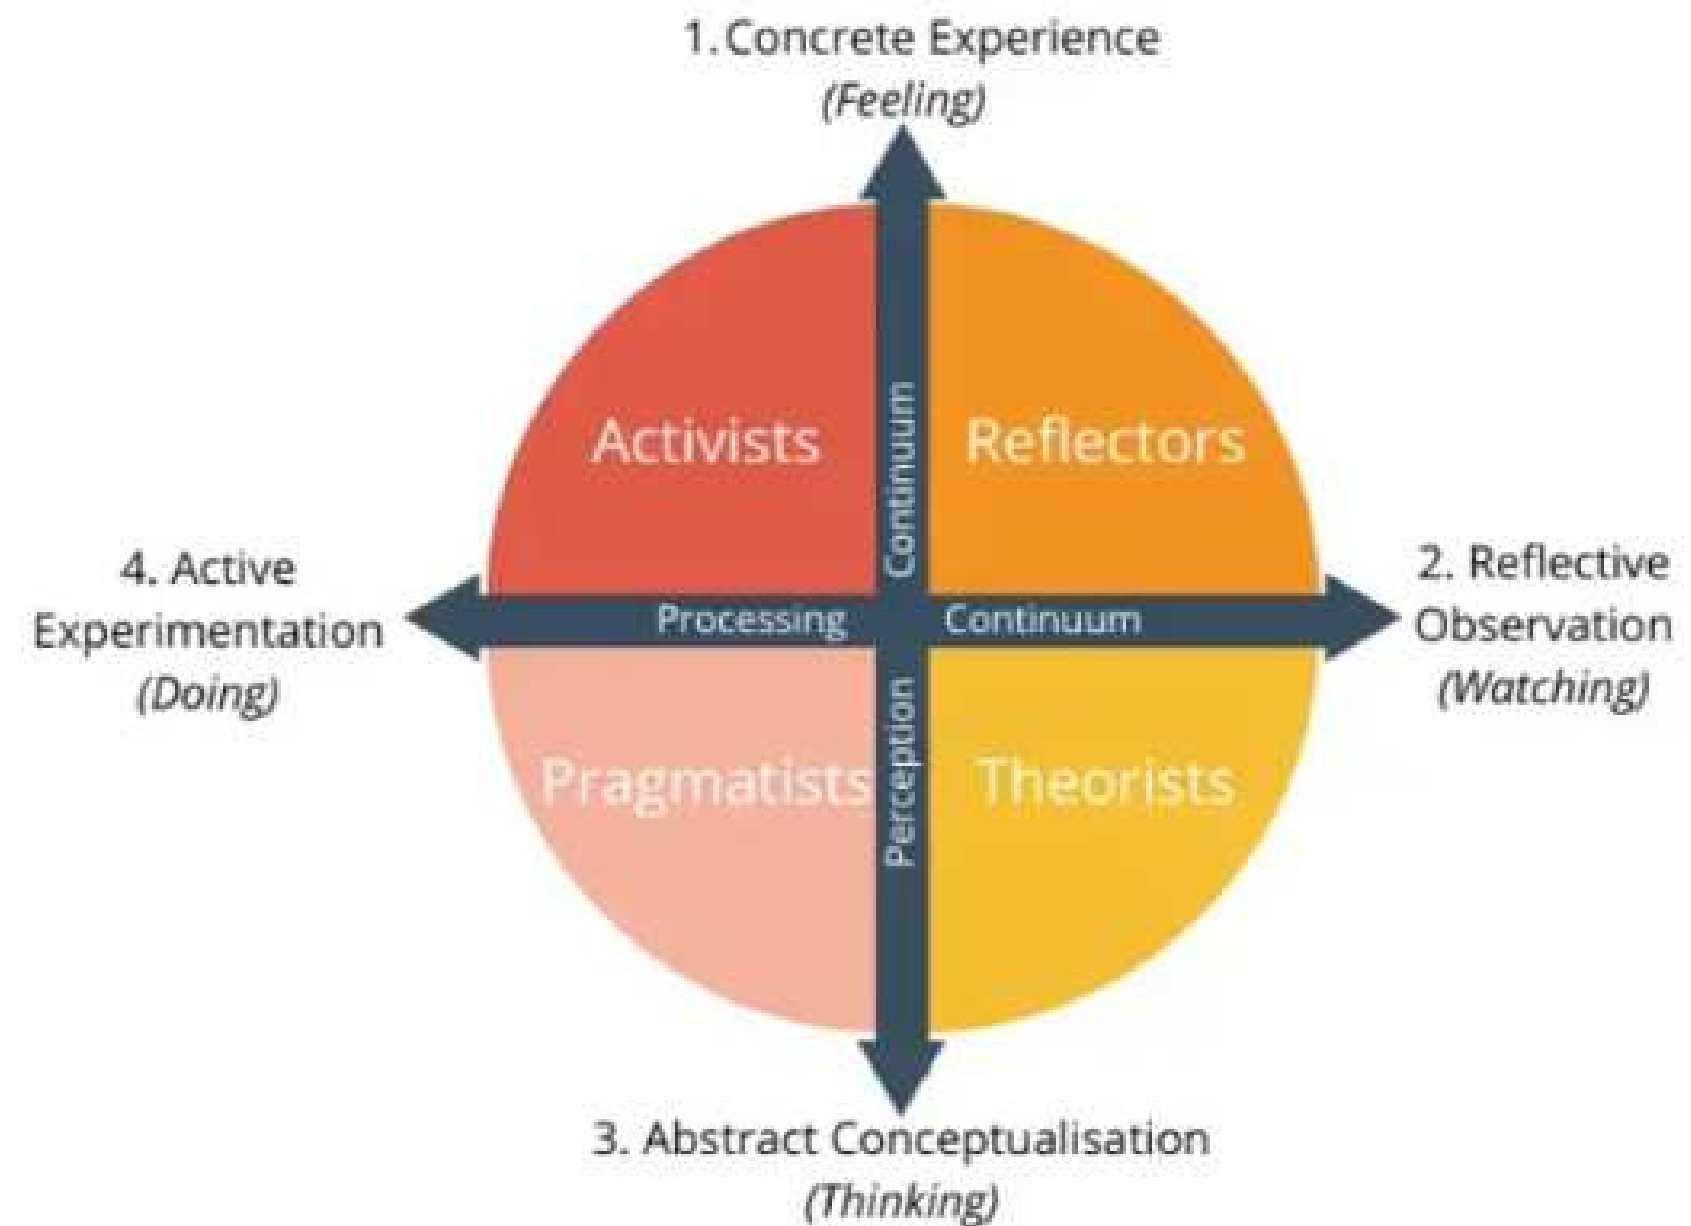 1. Concrete Experience
(Feeling)
Activists
Reflectors
Perception Continuum
4. Active
Experimentation
(Doing)
Processing Continuum
2. Reflective
Observation
(Watching)
Pragmatists
Theorists
3. Abstract Conceptualisation
(Thinking)